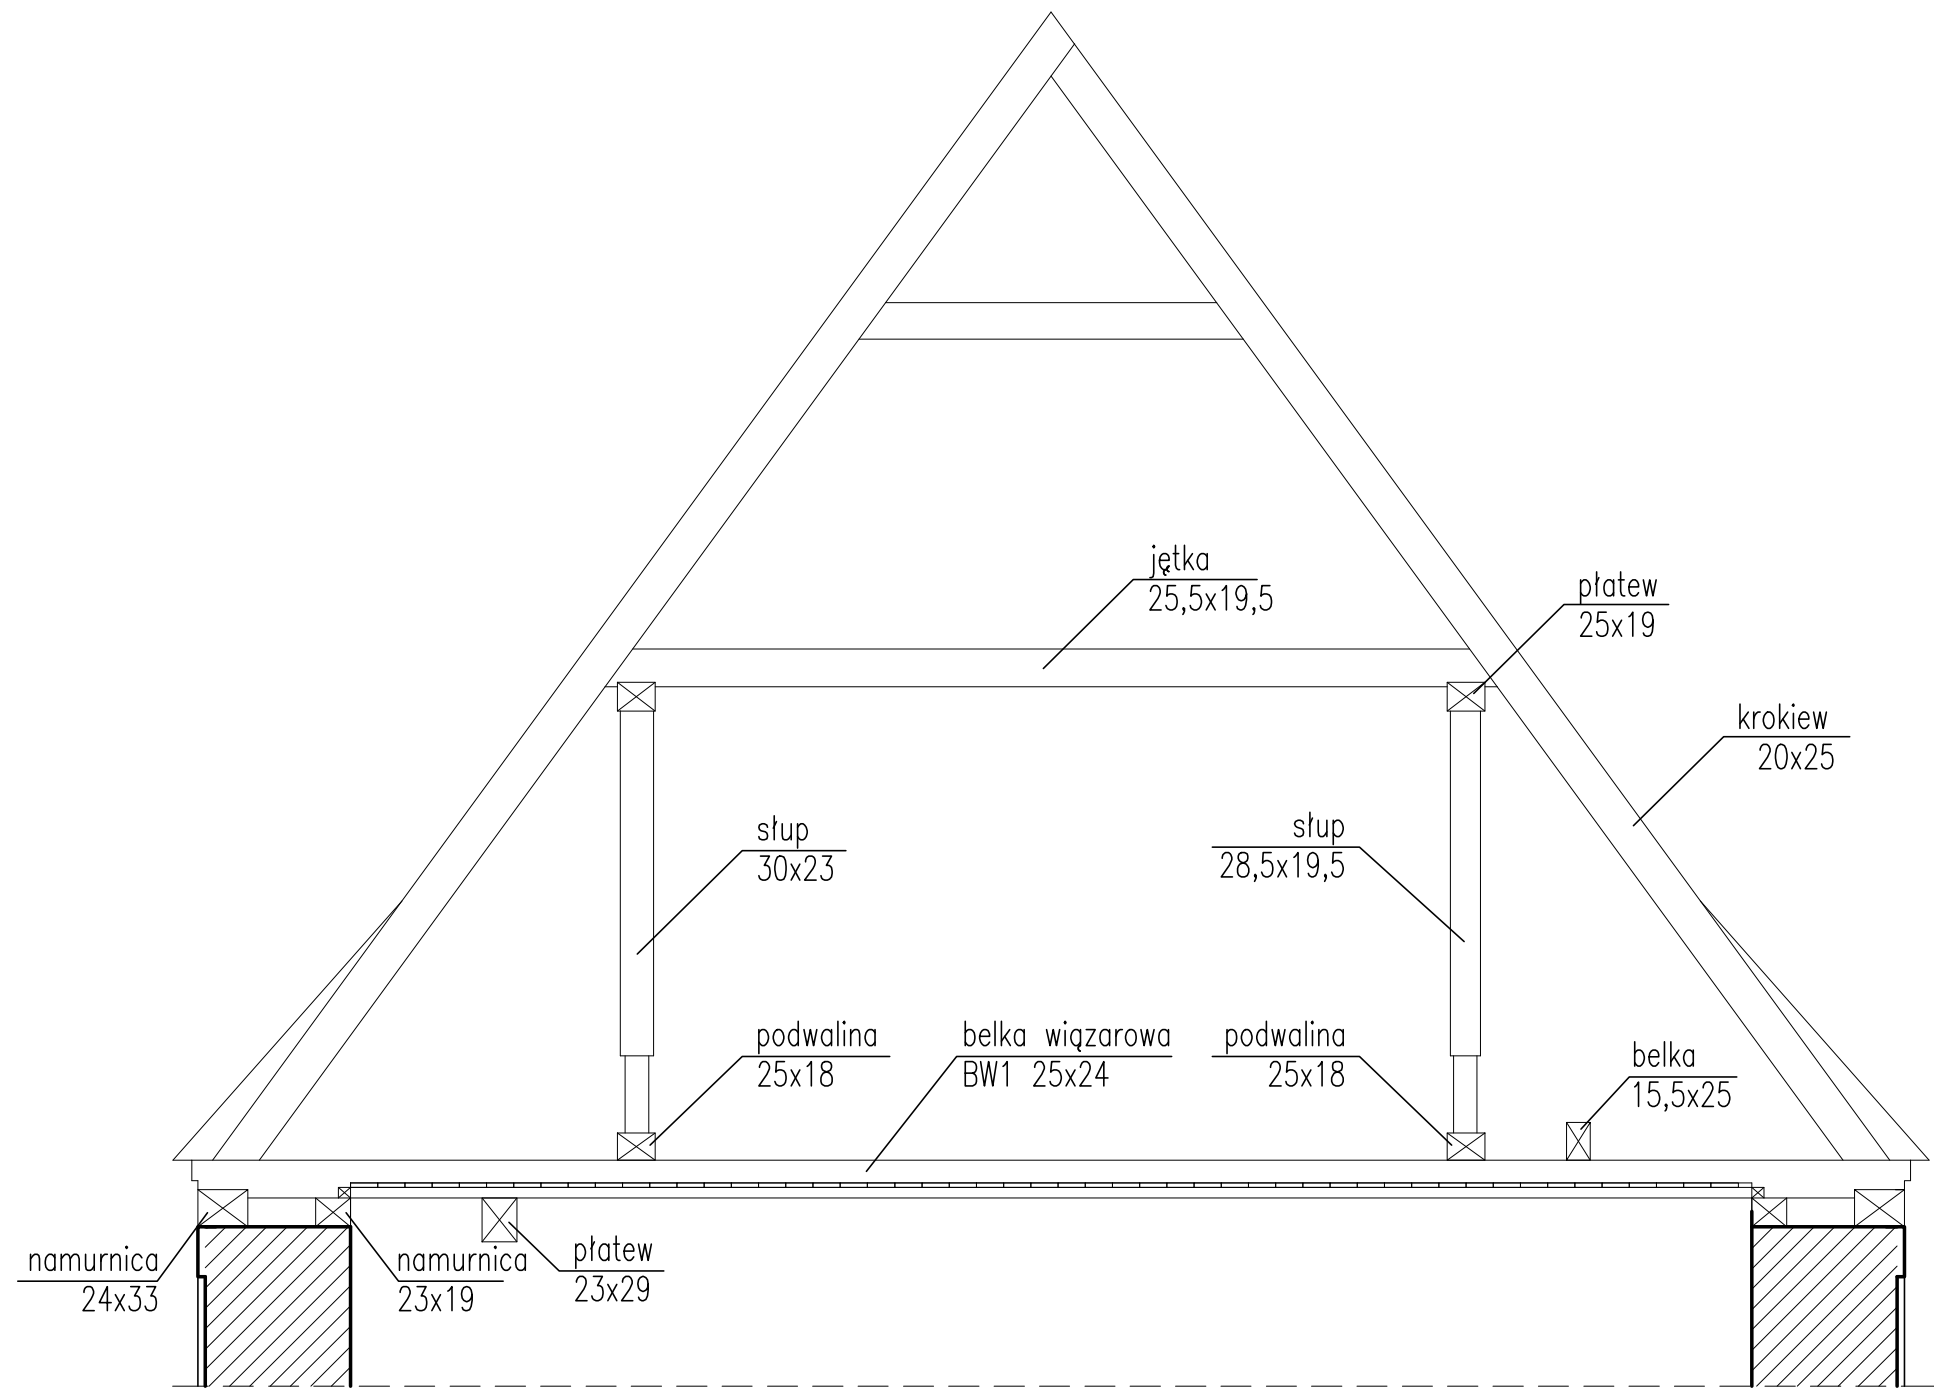 jętka
25,5x19,5
płatew
25x19
krokiew
20x25
słup
30x23
słup
28,5x19,5
podwalina
25x18
belka wiązarowa
BW1 25x24
podwalina
25x18
belka
15,5x25
namurnica
24x33
namurnica
23x19
płatew
23x29